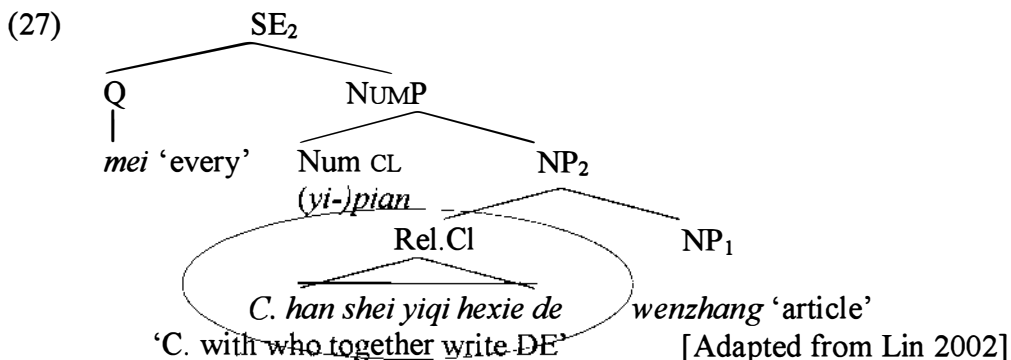 (27) SE₂
Q NUMP
mei ‘every’ Num CL NP₂
(yi-)pian
Rel.Cl NP₁
C. han shei yiqi hexie de wenzhang ‘article’
‘C. with who together write DE’ [Adapted from Lin 2002]